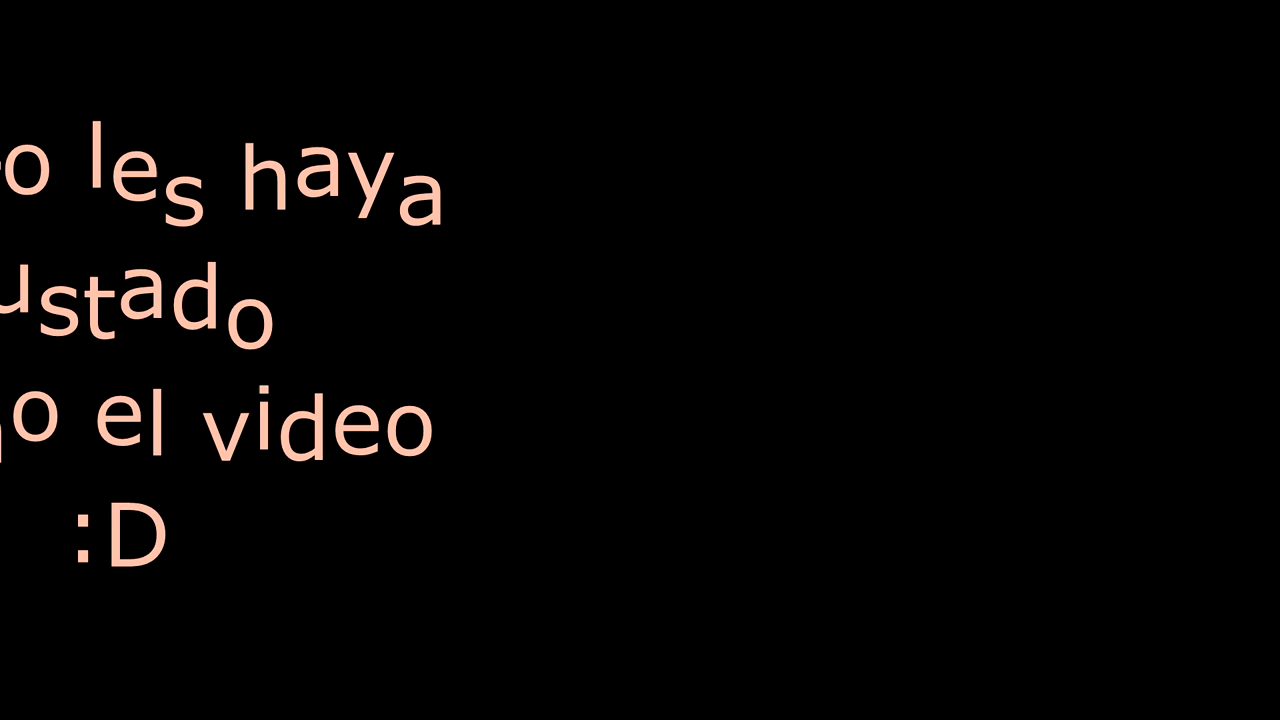 o les haya
ustado
o el video
:D